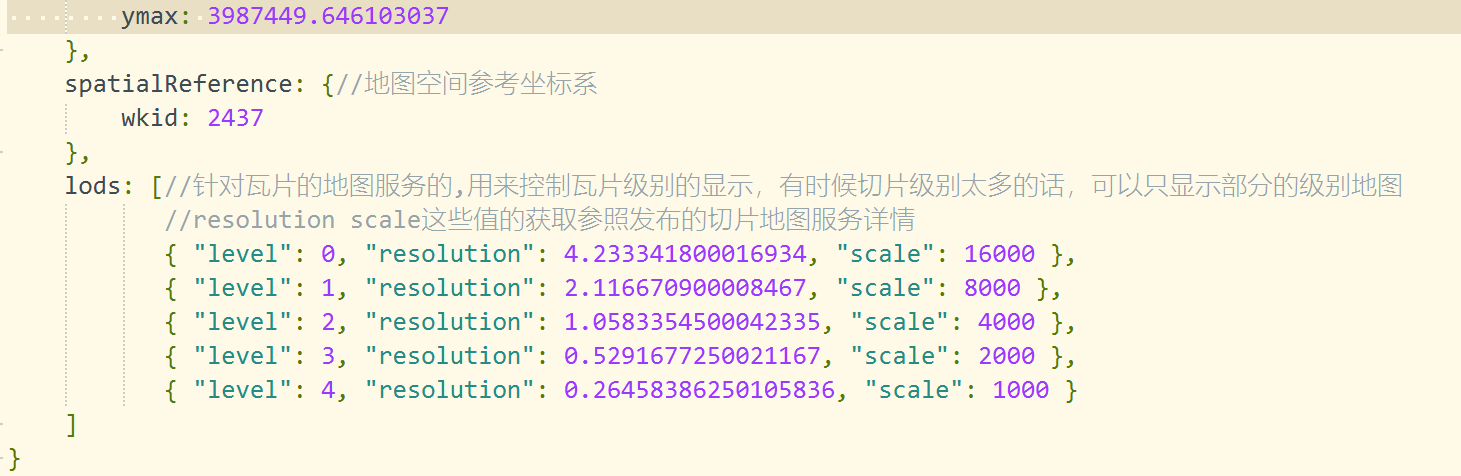 ymax: 3987449.646103037
},
spatialReference: {//地图空间参考坐标系
wkid: 2437
},
lods: [//针对瓦片的地图服务的,用来控制瓦片级别的显示，有时候切片级别太多的话，可以只显示部分的级别地图
//resolution scale这些值的获取参照发布的切片地图服务详情
{ "level": 0, "resolution": 4.233341800016934, "scale": 16000 },
{ "level": 1, "resolution": 2.116670900008467, "scale": 8000 },
{ "level": 2, "resolution": 1.0583354500042335, "scale": 4000 },
{ "level": 3, "resolution": 0.5291677250021167, "scale": 2000 },
{ "level": 4, "resolution": 0.26458386250105836, "scale": 1000 }
]
}